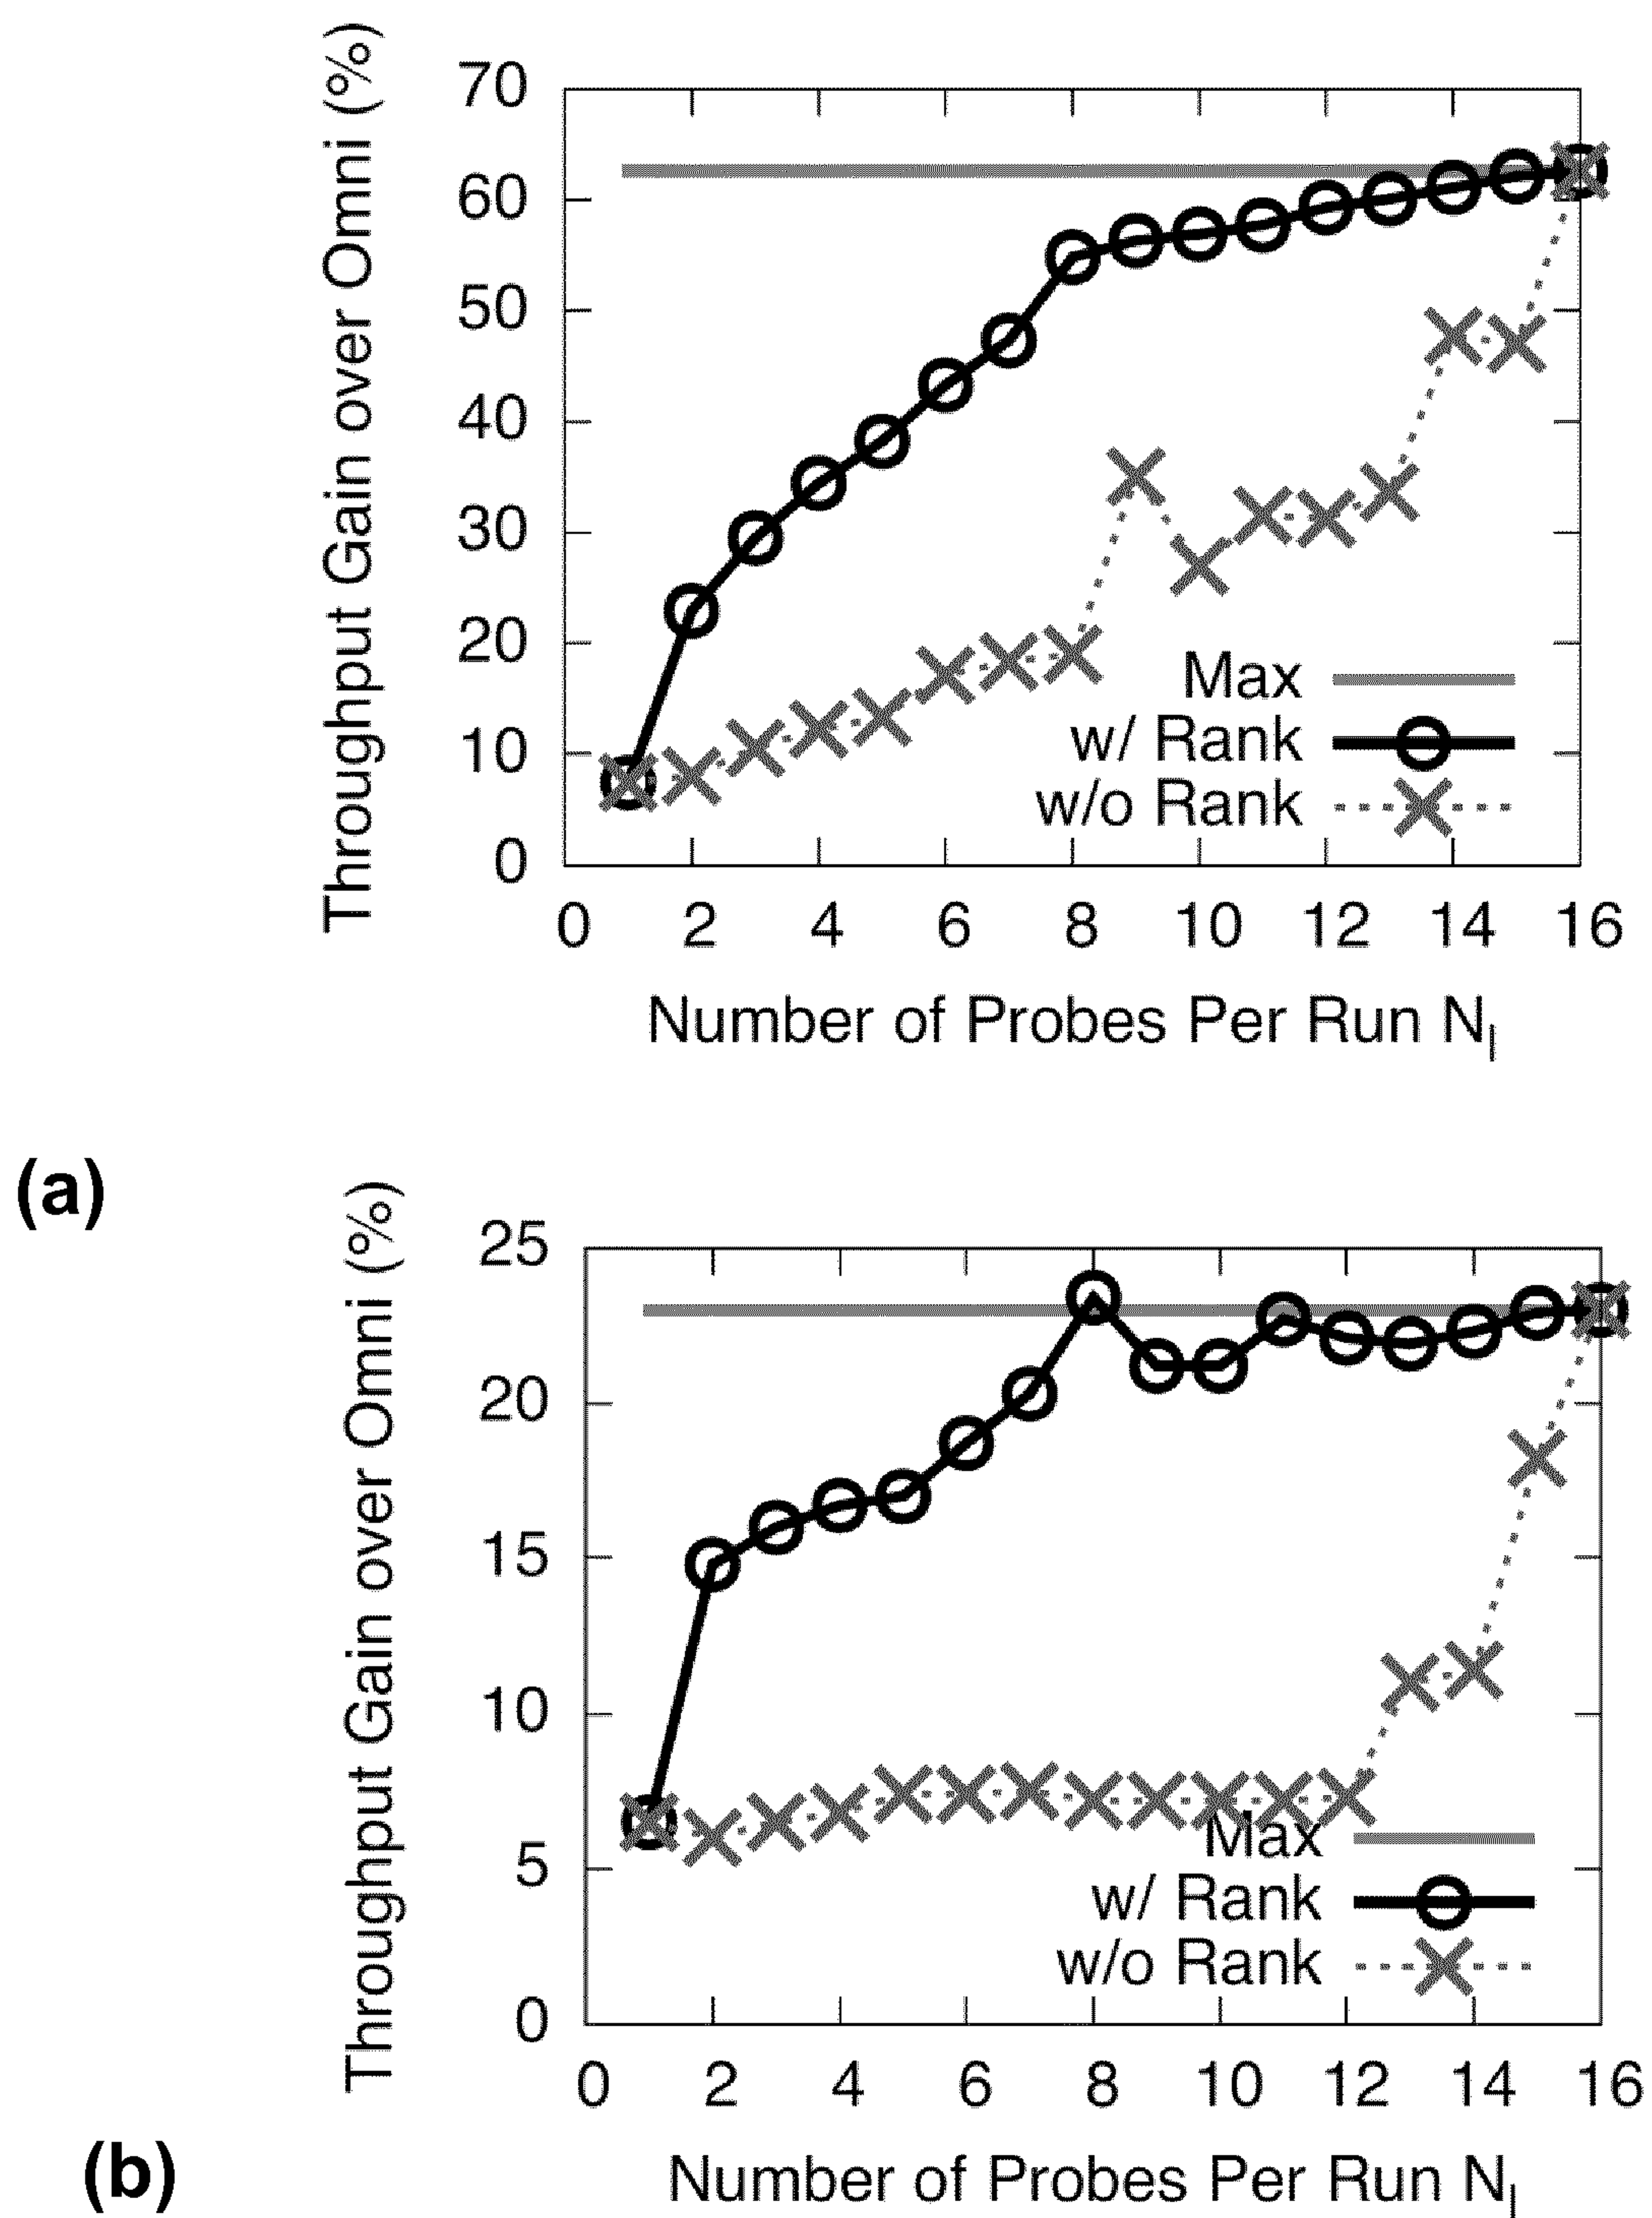 Throughput Gain over Omni (%)
70
60
50
40
30
20
10
0
Max
w/ Rank
w/o Rank
0 2 4 6 8 10 12 14 16
Number of Probes Per Run Nl
(a)
Throughput Gain over Omni (%)
25
20
15
10
5
0
Max
w/ Rank
w/o Rank
0 2 4 6 8 10 12 14 16
Number of Probes Per Run Nl
(b)